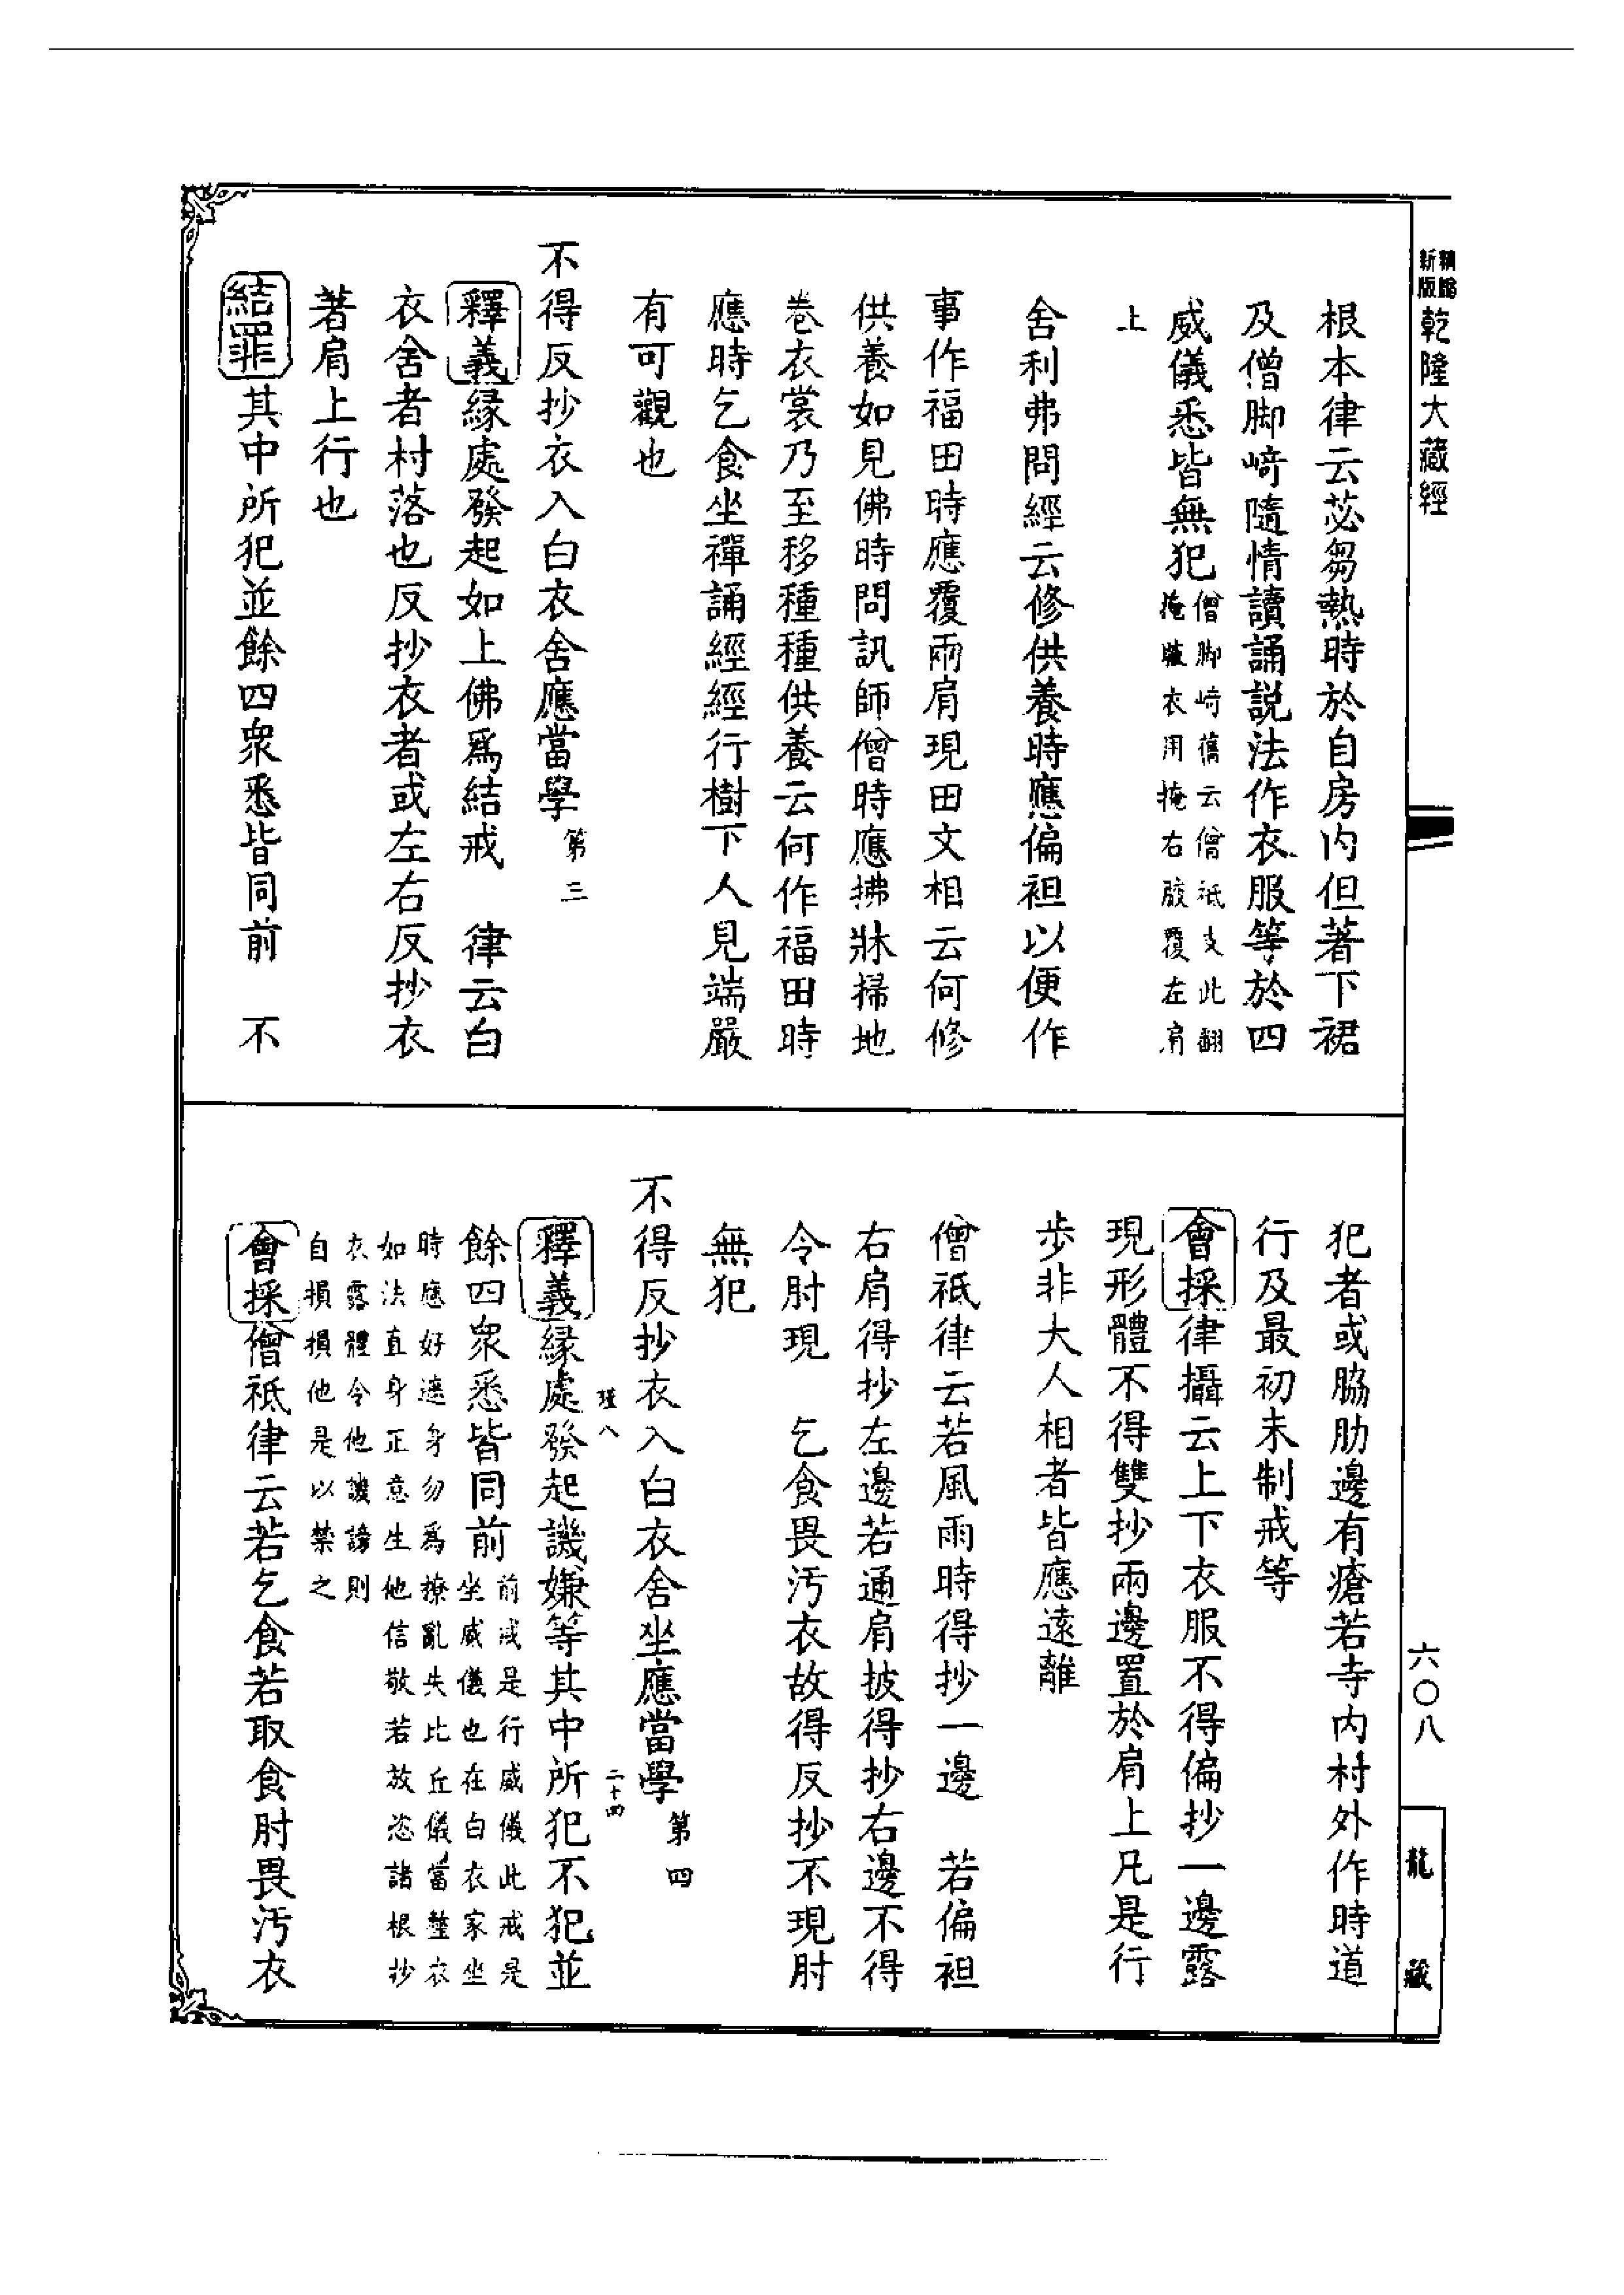 新版
精縮
乾隆大藏經
根本律云苾芻熱時於自房內但著下裙
及僧脚﨑隨情讀誦説法作衣服等於四
威儀悉皆無犯僧脚﨑舊云僧祇支此翻
掩腋衣用掩右腋覆左肩
上
舍利弗問經云修供養時應偏袒以便作
事作福田時應覆兩肩現田文相云何修
供養如見佛時問訊師僧時應拂牀掃地
卷衣裳乃至移種種供養云何作福田時
應時乞食坐禪誦經經行樹下人見端嚴
有可觀也
不得反抄衣入白衣舍應當學第三
釋義緣處發起如上佛爲結戒　律云白
衣舍者村落也反抄衣者或左右反抄衣
著肩上行也
結罪其中所犯並餘四眾悉皆同前　不
犯者或脇肋邊有瘡若寺内村外作時道
行及最初未制戒等
會採律攝云上下衣服不得偏抄一邊露
現形體不得雙抄兩邊置於肩上凡是行
步非大人相者皆應遠離
僧祇律云若風雨時得抄一邊　若偏袒
右肩得抄左邊若通肩披得抄右邊不得
令肘現　乞食畏汚衣故得反抄不現肘
無犯
不得反抄衣入白衣舍坐應當學第四
八
二十四
釋義緣處發起譏嫌等其中所犯不犯並
餘四眾悉皆同前前戒是行威儀此戒是
坐威儀也在白衣家坐
時應好遮身勿爲撩亂失比丘儀當整衣
如法直身正意生他信敬若放恣諸根抄
衣露體令他譏謗則
自損損他是以禁之
會採僧祇律云若乞食若取食肘畏汚衣
六〇八
龍藏